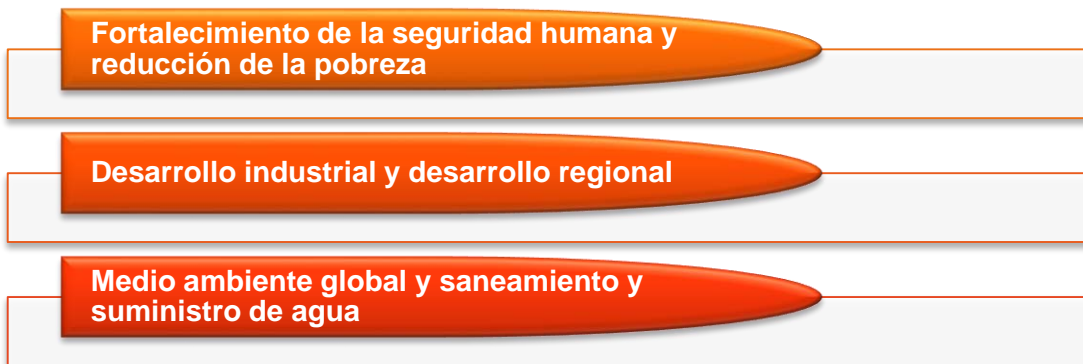 Fortalecimiento de la seguridad humana y
reducción de la pobreza
Desarrollo industrial y desarrollo regional
Medio ambiente global y saneamiento y
suministro de agua